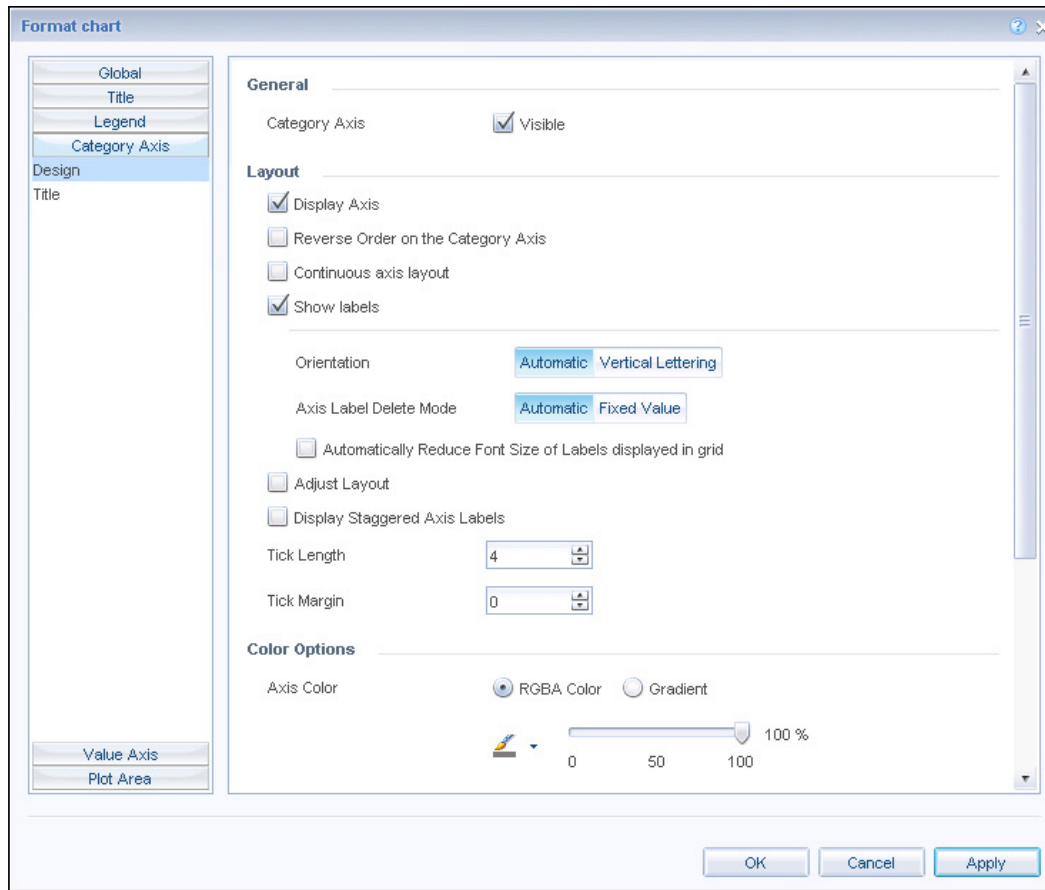 Format chart
Global
Title
Legend
Category Axis
Design
Title
Value Axis
Plot Area
General
Category Axis Visible
Layout
Display Axis
Reverse Order on the Category Axis
Continuous axis layout
Show labels
Orientation Automatic Vertical Lettering
Axis Label Delete Mode Automatic Fixed Value
Automatically Reduce Font Size of Labels displayed in grid
Adjust Layout
Display Staggered Axis Labels
Tick Length 4
Tick Margin 0
Color Options
Axis Color RGBA Color Gradient
100 %
0 50 100
OK Cancel Apply